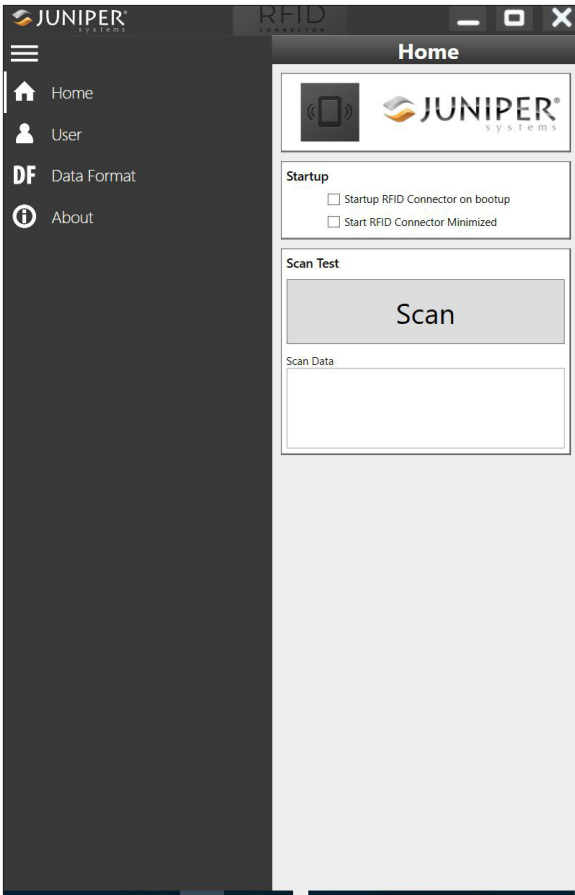 JUNIPER®
systems
RFID
CONNECTOR
Home
Home
User
DF Data Format
About
JUNIPER®
systems
Startup
Startup RFID Connector on bootup
Start RFID Connector Minimized
Scan Test
Scan
Scan Data